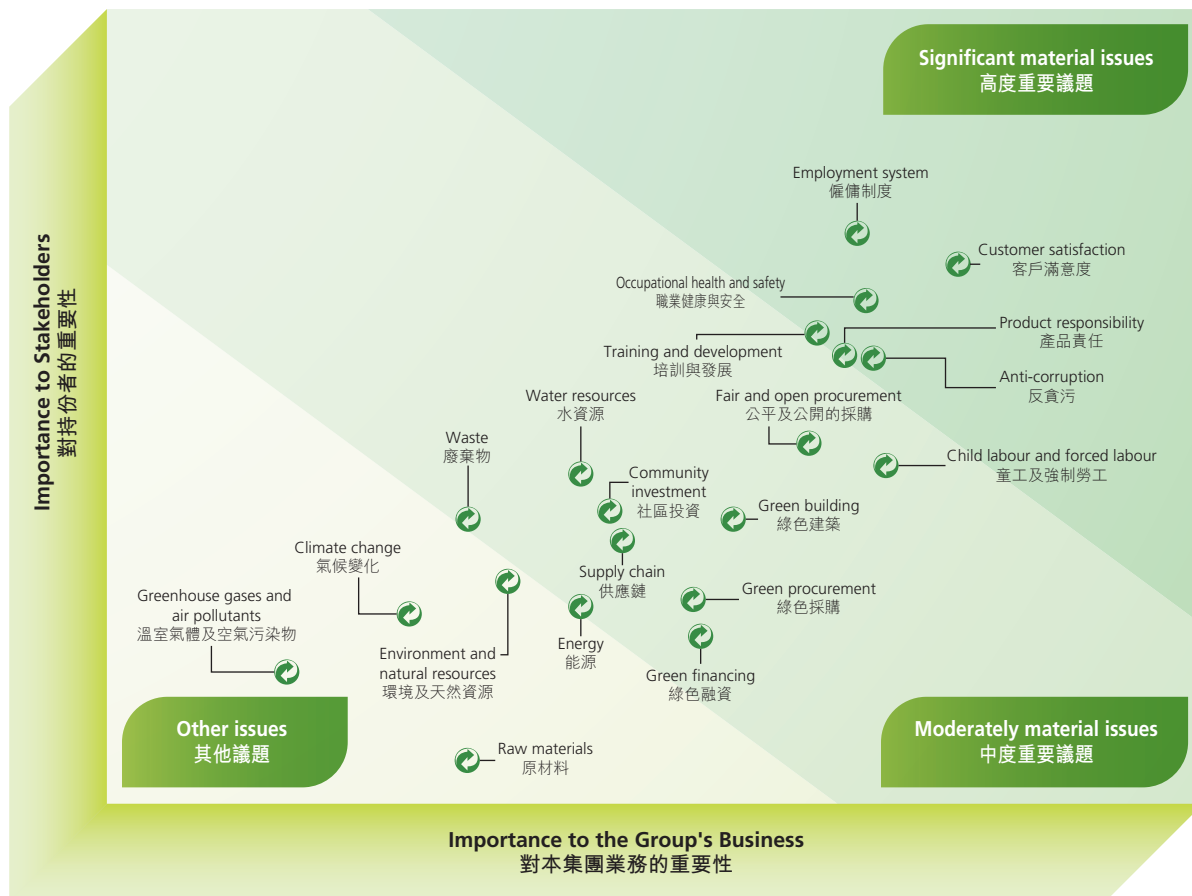 Significant material issues
高度重要議題
Employment system
僱傭制度
Customer satisfaction
客戶滿意度
Occupational health and safety
職業健康與安全
Product responsibility
產品責任
Training and development
培訓與發展
Anti-corruption
反貪污
Water resources
水資源
Fair and open procurement
公平及公開的採購
Waste
廢棄物
Child labour and forced labour
童工及強制勞工
Community
investment
社區投資
Green building
綠色建築
Climate change
氣候變化
Supply chain
供應鏈
Greenhouse gases and
air pollutants
溫室氣體及空氣污染物
Green procurement
綠色採購
Environment and
natural resources
環境及天然資源
Energy
能源
Green financing
綠色融資
Other issues
其他議題
Moderately material issues
中度重要議題
Raw materials
原材料
Importance to Stakeholders
對持份者的重要性
Importance to the Group's Business
對本集團業務的重要性